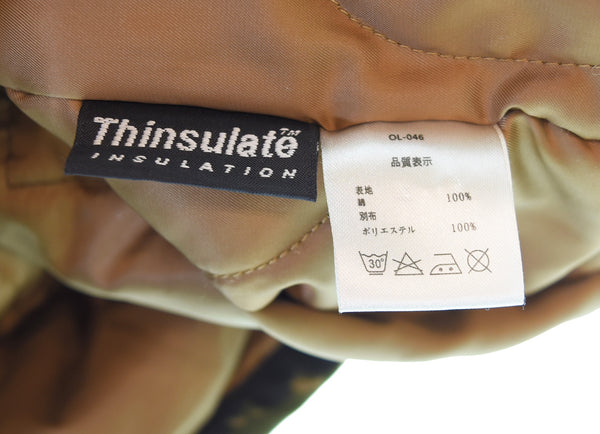 Thinsulate™
INSULATION
OL-046
品質表示
表地
綿 100%
別布
ポリエステル 100%
30°